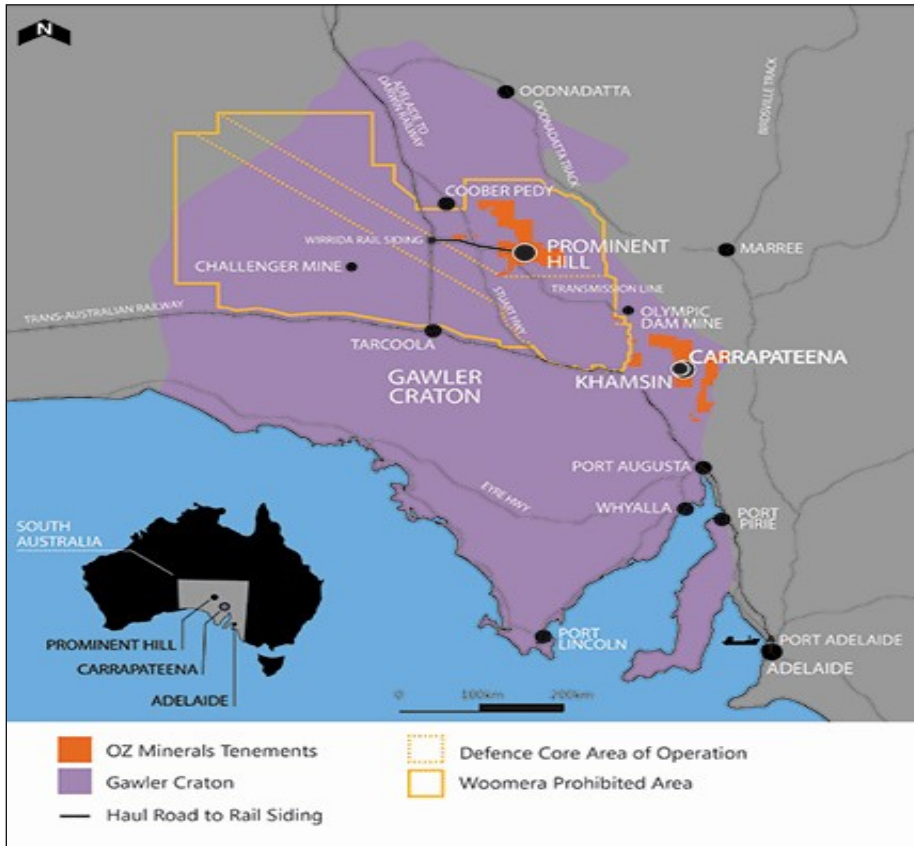 N
OODNADATTA
ADELAIDE TO
DARWIN RAILWAY
OODNADATTA TRACK
BIRDSVILLE TRACK
COOBER PEDY
WIRRIDA RAIL SIDING
PROMINENT
HILL
MARREE
CHALLENGER MINE
TRANSMISSION LINE
STUART HWY
TRANS-AUSTRALIAN RAILWAY
OLYMPIC
DAM MINE
TARCOOLA
CARRAPATEENA
GAWLER
CRATON
KHAMSIN
PORT AUGUSTA
EYRE HWY
WHYALLA
PORT
PIRIE
SOUTH
AUSTRALIA
PORT
LINCOLN
PORT ADELAIDE
ADELAIDE
PROMINENT HILL
CARRAPATEENA
ADELAIDE
0 100km 200km
OZ Minerals Tenements
Defence Core Area of Operation
Gawler Craton
Woomera Prohibited Area
Haul Road to Rail Siding